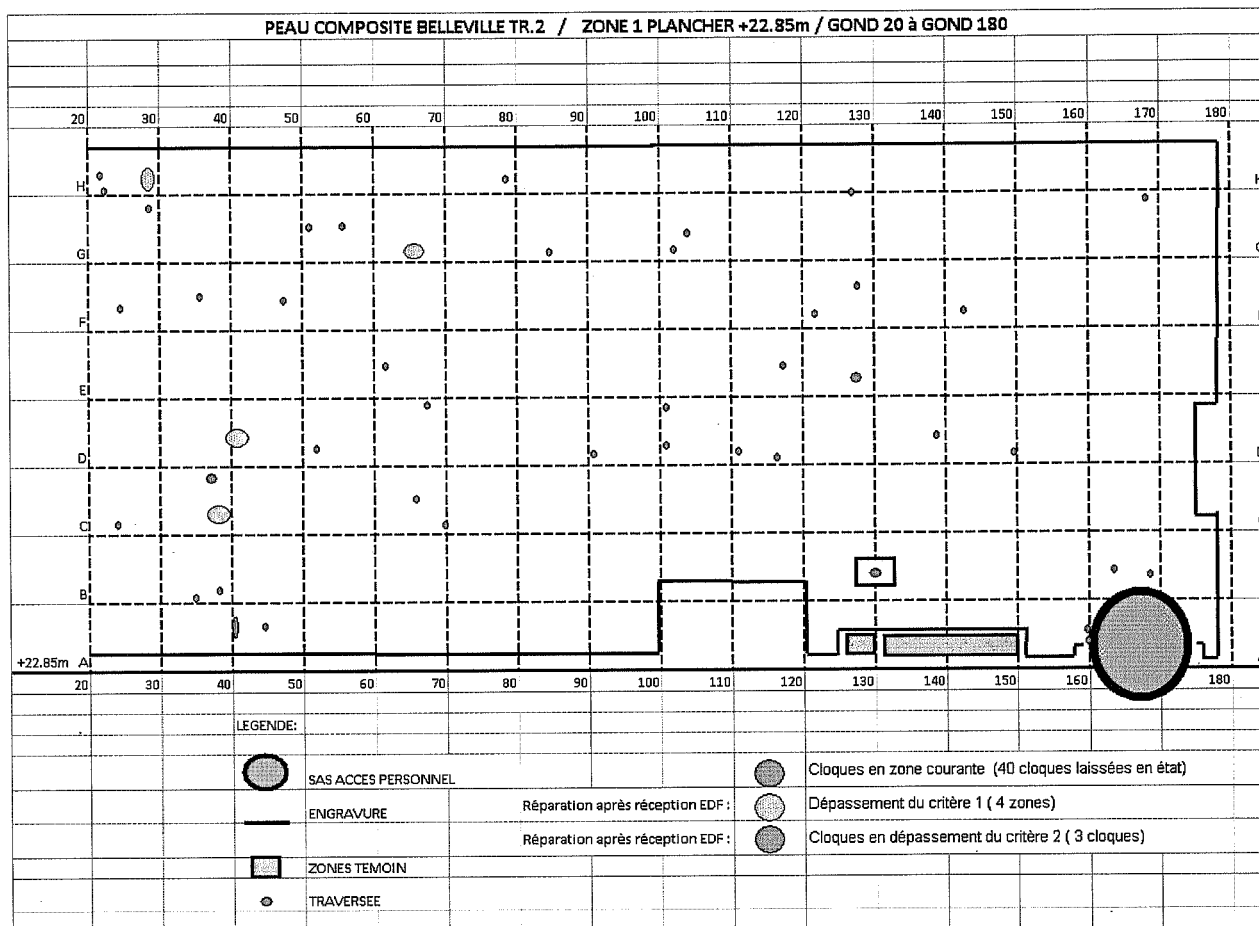 PEAU COMPOSITE BELLEVILLE TR.2 / ZONE 1 PLANCHER +22.85m / GOND 20 à GOND 180
20 30 40 50 60 70 80 90 100 110 120 130 140 150 160 170 180
H
G
F
E
D
C
B
+22.85m A
20 30 40 50 60 70 80 90 100 110 120 130 140 150 160 170 180
LEGENDE:
SAS ACCES PERSONNEL
ENGRAVURE
ZONES TEMOIN
TRAVERSEE
Cloques en zone courante (40 cloques laissées en état)
Réparation après réception EDF : Dépassement du critère 1 ( 4 zones)
Réparation après réception EDF : Cloques en dépassement du critère 2 ( 3 cloques)